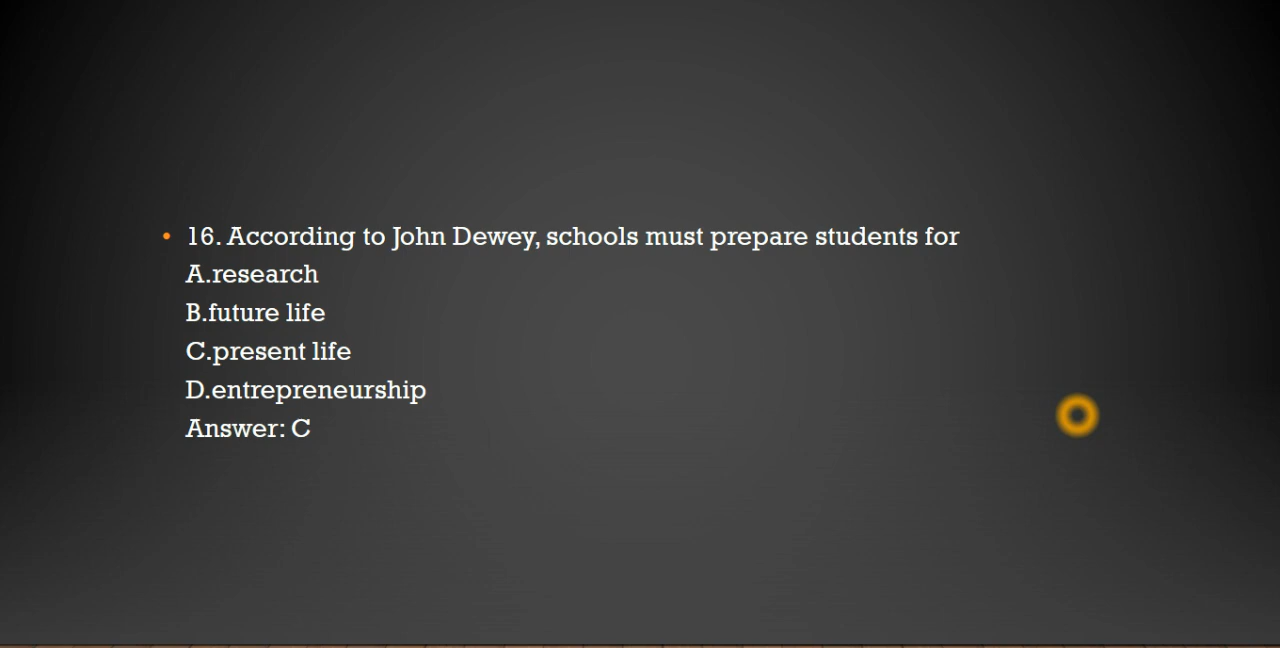 • 16. According to John Dewey, schools must prepare students for
A.research
B.future life
C.present life
D.entrepreneurship
Answer: C